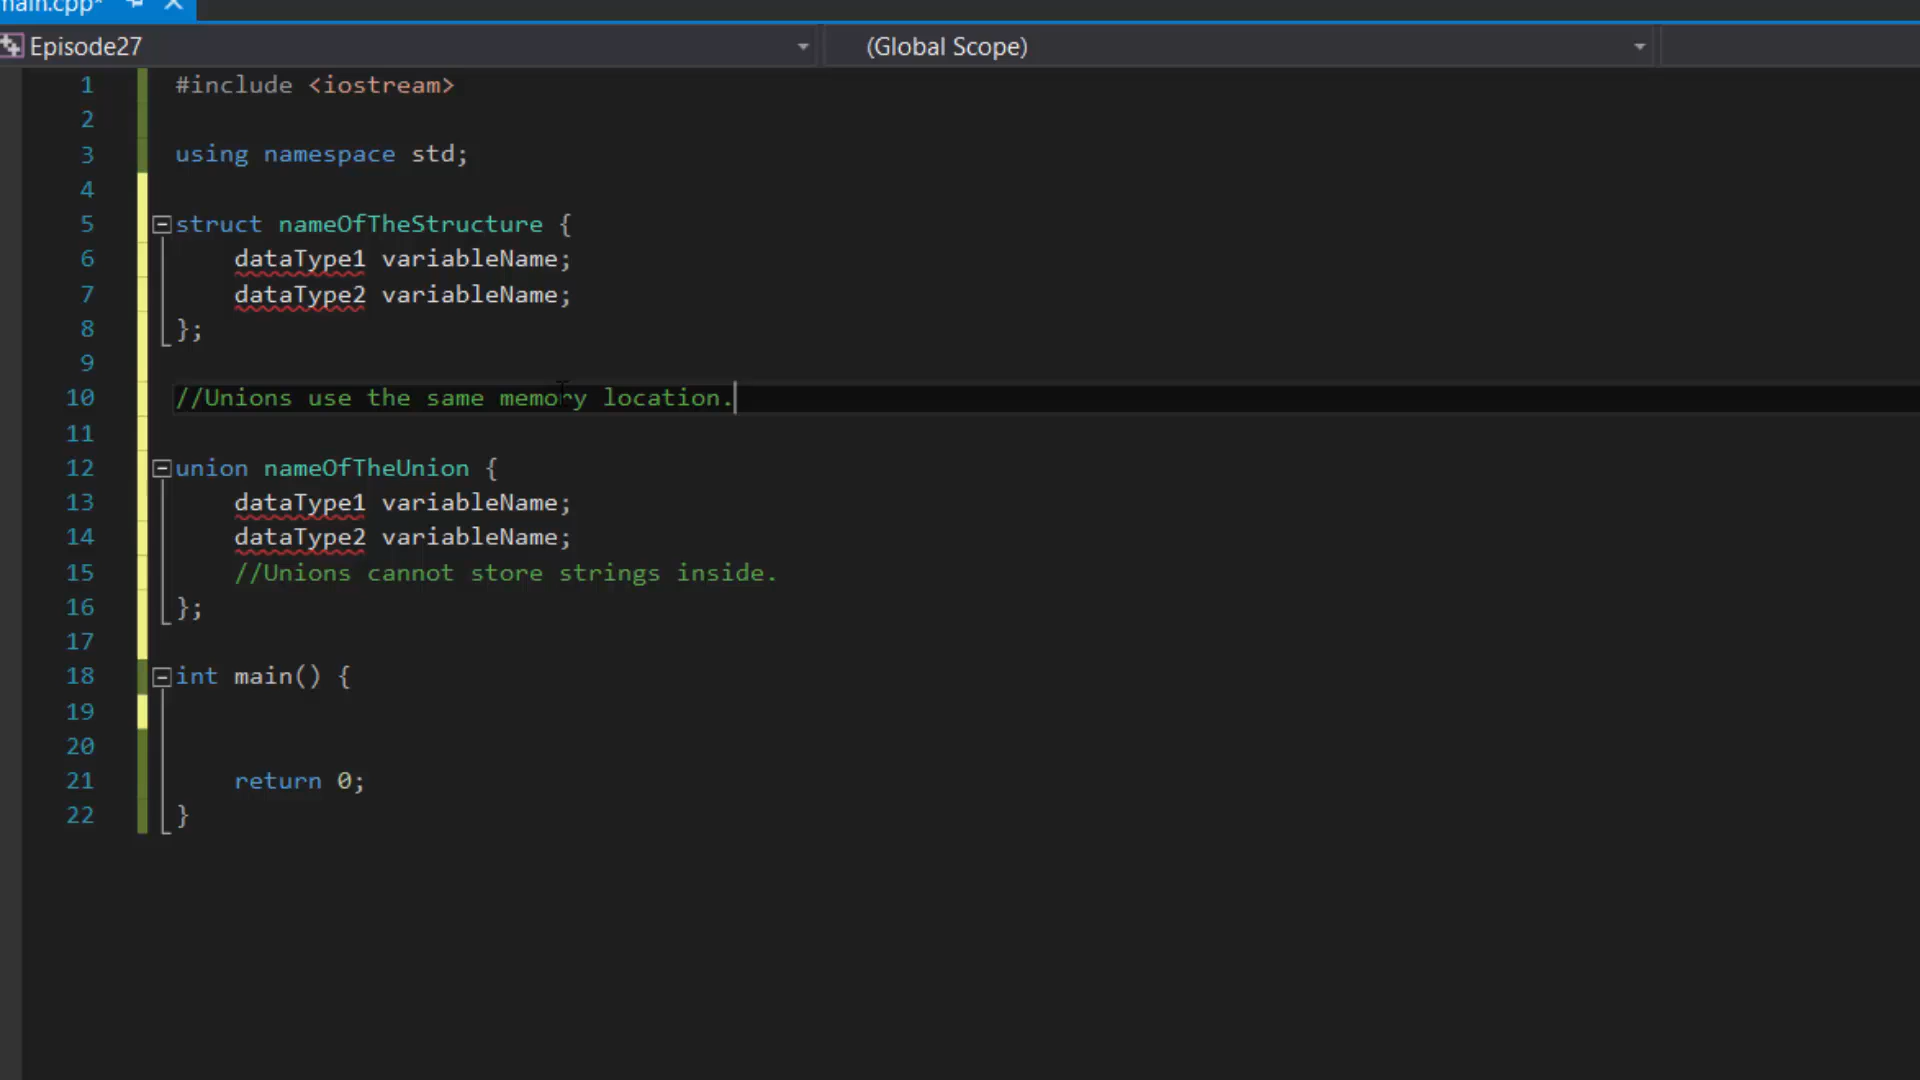 main.cpp*
Episode27
(Global Scope)
1 #include <iostream>
2
3 using namespace std;
4
5 struct nameOfTheStructure {
6 dataType1 variableName;
7 dataType2 variableName;
8 };
9
10 //Unions use the same memory location.
11
12 union nameOfTheUnion {
13 dataType1 variableName;
14 dataType2 variableName;
15 //Unions cannot store strings inside.
16 };
17
18 int main() {
19
20
21 return 0;
22 }